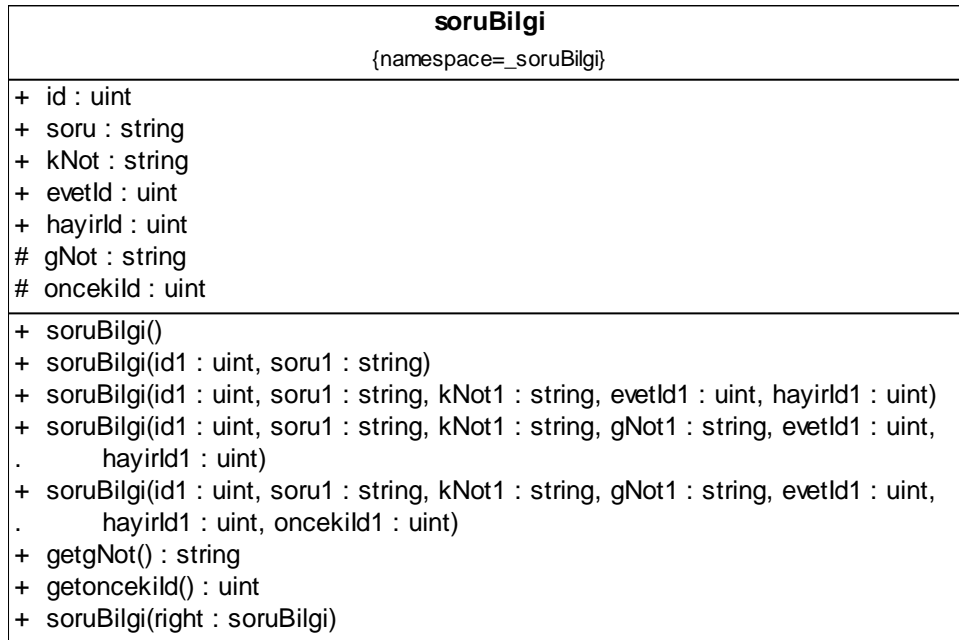 soruBilgi
{namespace=_soruBilgi}
+ id : uint
+ soru : string
+ kNot : string
+ evetId : uint
+ hayirId : uint
# gNot : string
# oncekiId : uint
+ soruBilgi()
+ soruBilgi(id1 : uint, soru1 : string)
+ soruBilgi(id1 : uint, soru1 : string, kNot1 : string, evetId1 : uint, hayirId1 : uint)
+ soruBilgi(id1 : uint, soru1 : string, kNot1 : string, gNot1 : string, evetId1 : uint,
. hayirId1 : uint)
+ soruBilgi(id1 : uint, soru1 : string, kNot1 : string, gNot1 : string, evetId1 : uint,
. hayirId1 : uint, oncekiId1 : uint)
+ getgNot() : string
+ getoncekiId() : uint
+ soruBilgi(right : soruBilgi)